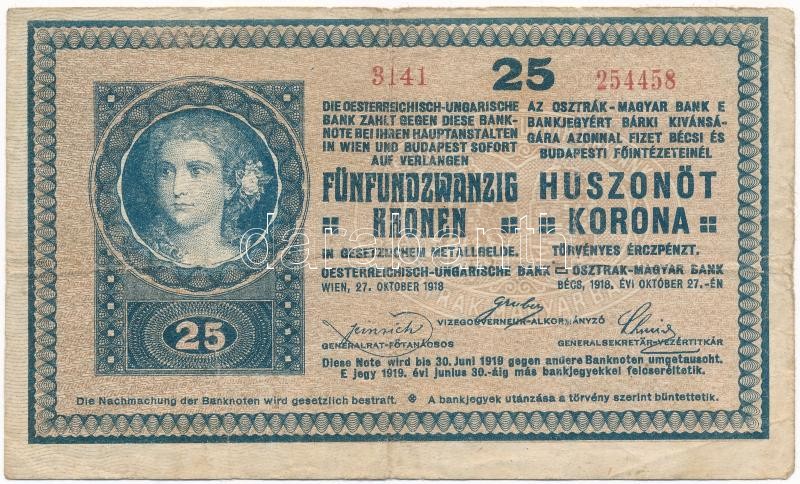 3141 25 254458
DIE OESTERREICHISCH-UNGARISCHE
BANK ZAHLT GEGEN DIESE BANK-
NOTE BEI IHREN HAUPTANSTALTEN
IN WIEN UND BUDAPEST SOFORT
AUF VERLANGEN
FÜNFUNDZWANZIG
KRONEN
IN GESETZLICHEM METALLGELDE.
OESTERREICHISCH-UNGARISCHE BANK
WIEN, 27. OKTOBER 1918
AZ OSZTRÁK-MAGYAR BANK E
BANKJEGYÉRT BÁRKI KIVÁNSÁ-
GÁRA AZONNAL FIZET BÉCSI ÉS
BUDAPESTI FŐINTÉZETEINÉL
HUSZONÖT
KORONA
TÖRVÉNYES ÉRCZPÉNZT.
OSZTRÁK-MAGYAR BANK
BÉCS, 1918. ÉVI OKTÓBER 27.-ÉN
Gruber
VIZEGOUVERNEUR-ALKORMÁNYZÓ
GENERALRAT-FŐTANÁCSOS
GENERALSEKRETÄR-VEZÉRTITKÁR
25
Diese Note wird bis 30. Juni 1919 gegen andere Banknoten umgetauscht.
E jegy 1919. évi junius 30.-áig más bankjegyekkel felcseréltetik.
Die Nachmachung der Banknoten wird gesetzlich bestraft. A bankjegyek utánzása a törvény szerint büntettetik.
darabanth